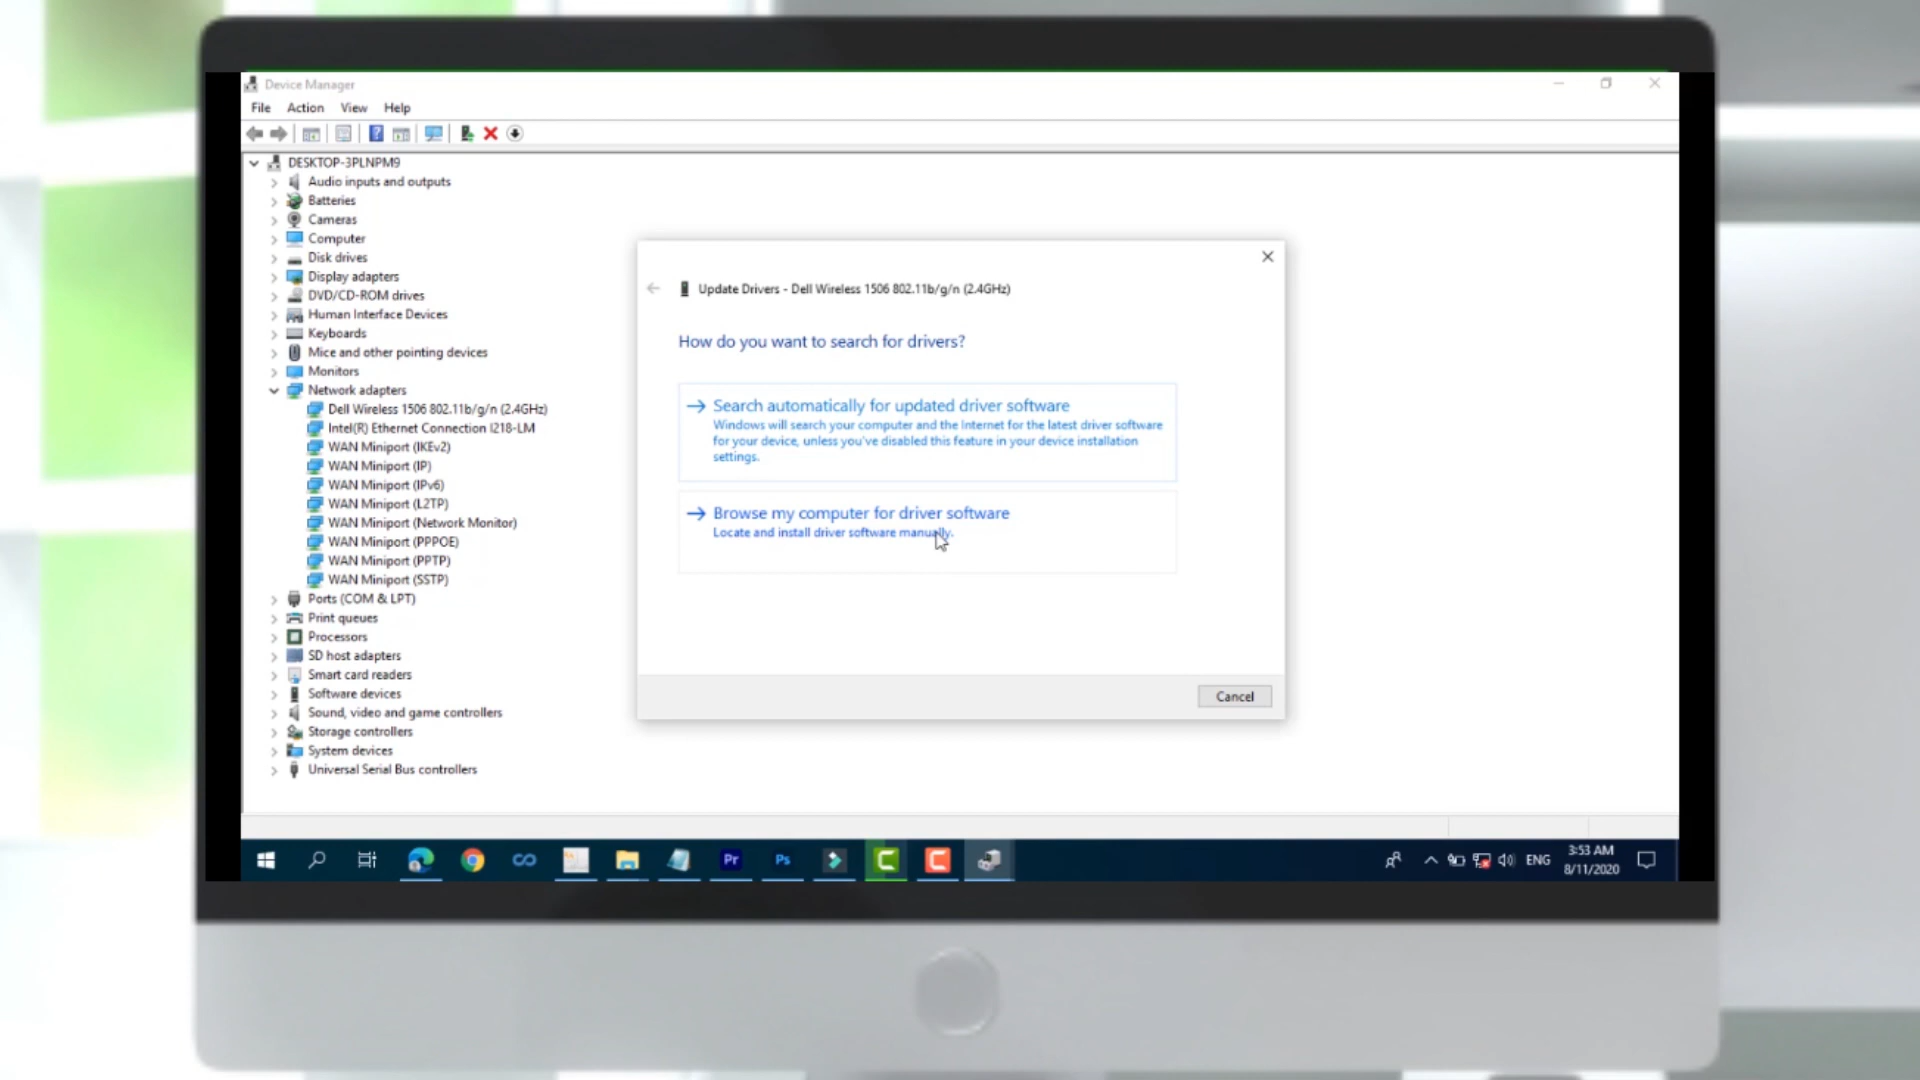 Device Manager
File Action View Help
DESKTOP-3PLNPM9
Audio inputs and outputs
Batteries
Cameras
Computer
Disk drives
Display adapters
DVD/CD-ROM drives
Human Interface Devices
Keyboards
Mice and other pointing devices
Monitors
Network adapters
Dell Wireless 1506 802.11b/g/n (2.4GHz)
Intel(R) Ethernet Connection I218-LM
WAN Miniport (IKEv2)
WAN Miniport (IP)
WAN Miniport (IPv6)
WAN Miniport (L2TP)
WAN Miniport (Network Monitor)
WAN Miniport (PPPOE)
WAN Miniport (PPTP)
WAN Miniport (SSTP)
Ports (COM & LPT)
Print queues
Processors
SD host adapters
Smart card readers
Software devices
Sound, video and game controllers
Storage controllers
System devices
Universal Serial Bus controllers
Update Drivers - Dell Wireless 1506 802.11b/g/n (2.4GHz)
How do you want to search for drivers?
Search automatically for updated driver software
Windows will search your computer and the Internet for the latest driver software
for your device, unless you've disabled this feature in your device installation
settings.
Browse my computer for driver software
Locate and install driver software manually.
Cancel
Pr
Ps
ENG
3:53 AM
8/11/2020